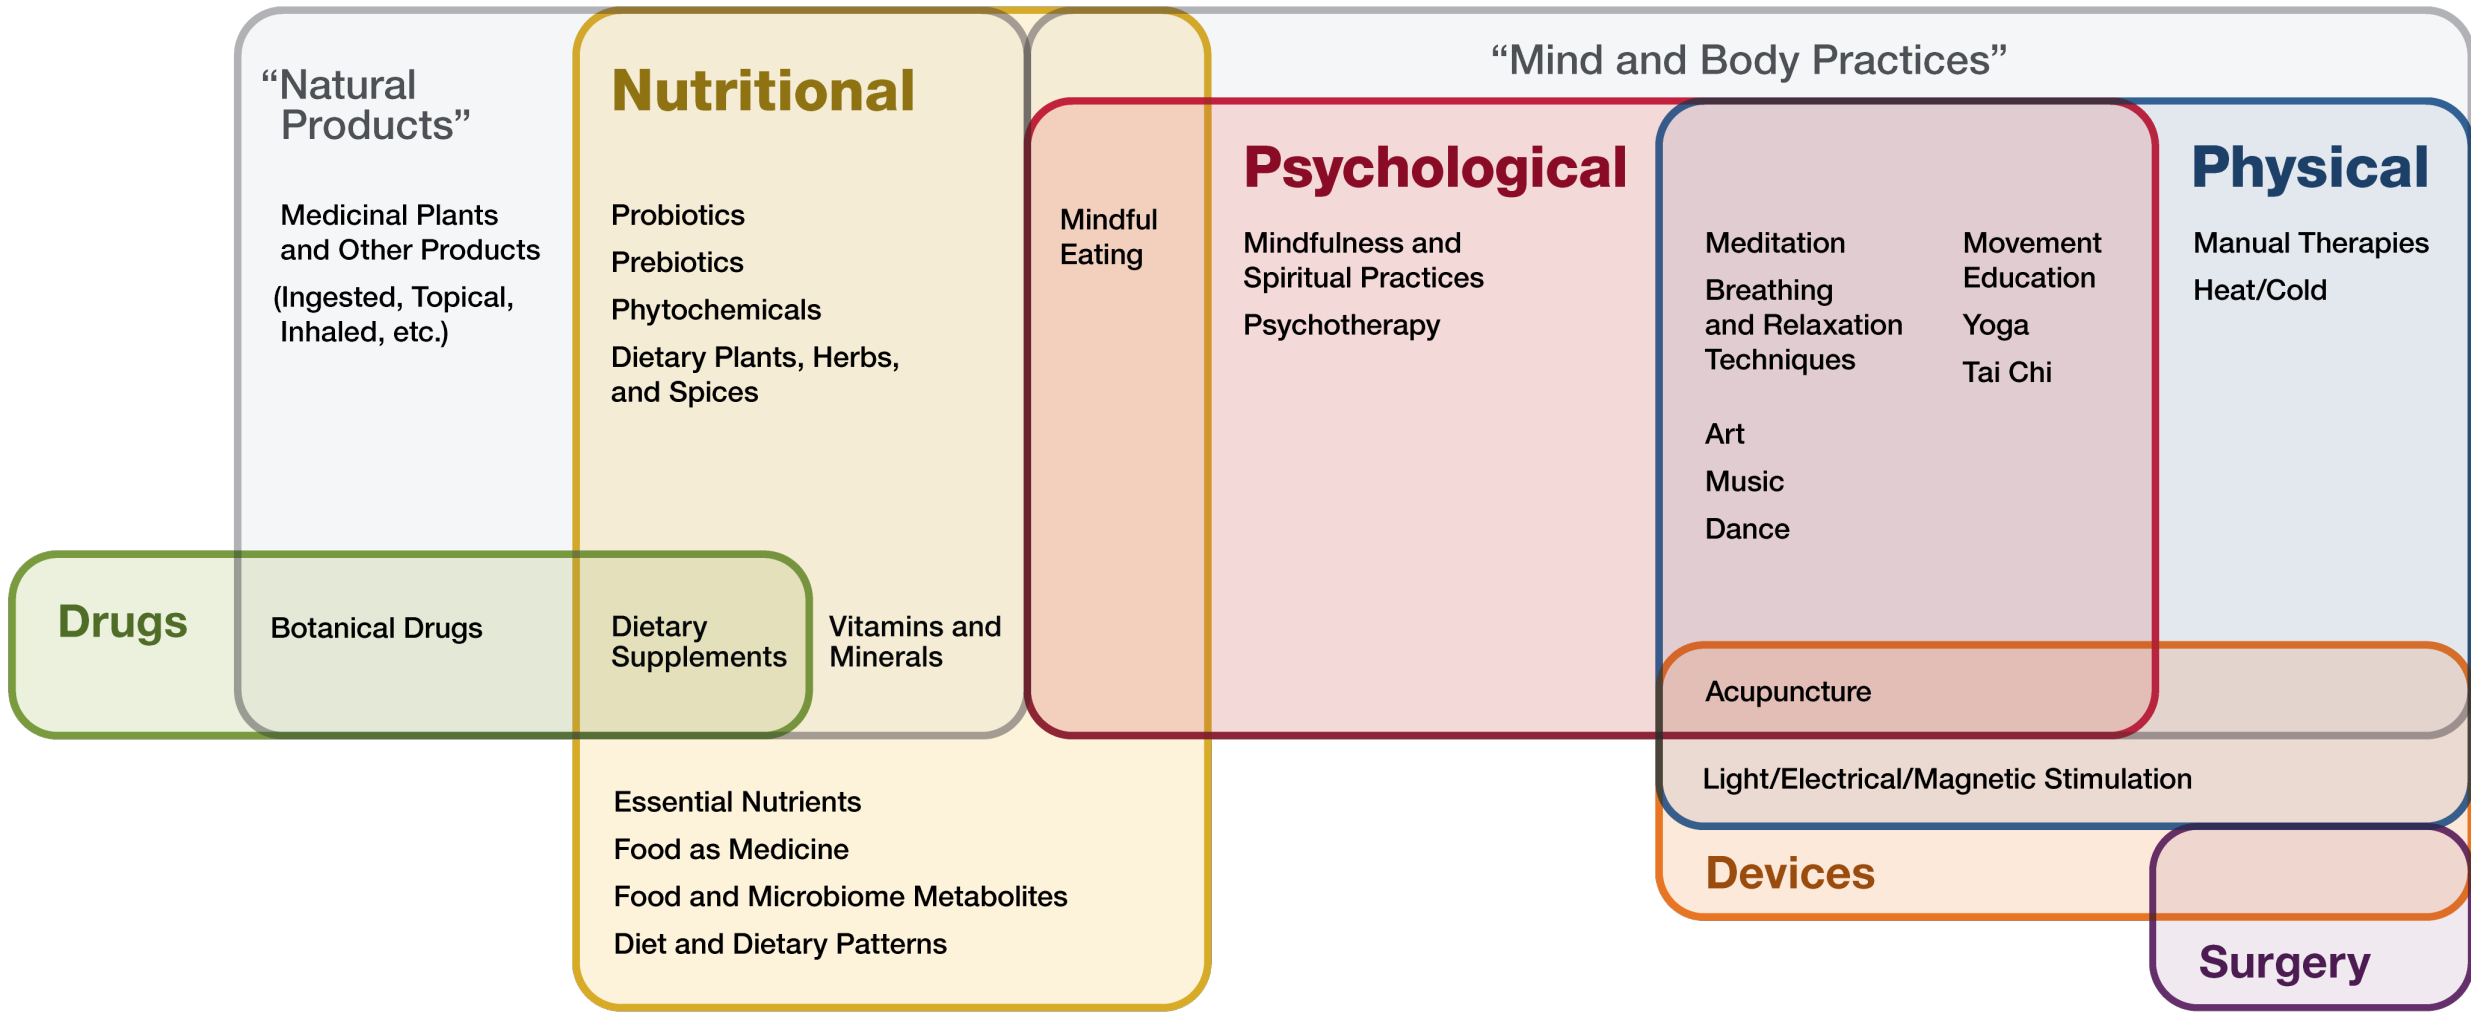 “Natural
Products”
Medicinal Plants
and Other Products
(Ingested, Topical,
Inhaled, etc.)
Nutritional
Probiotics
Prebiotics
Phytochemicals
Dietary Plants, Herbs,
and Spices
Mindful
Eating
“Mind and Body Practices”
Psychological
Mindfulness and
Spiritual Practices
Psychotherapy
Meditation
Breathing
and Relaxation
Techniques
Art
Music
Dance
Movement
Education
Yoga
Tai Chi
Physical
Manual Therapies
Heat/Cold
Drugs
Botanical Drugs
Dietary
Supplements
Vitamins and
Minerals
Acupuncture
Light/Electrical/Magnetic Stimulation
Essential Nutrients
Food as Medicine
Food and Microbiome Metabolites
Diet and Dietary Patterns
Devices
Surgery